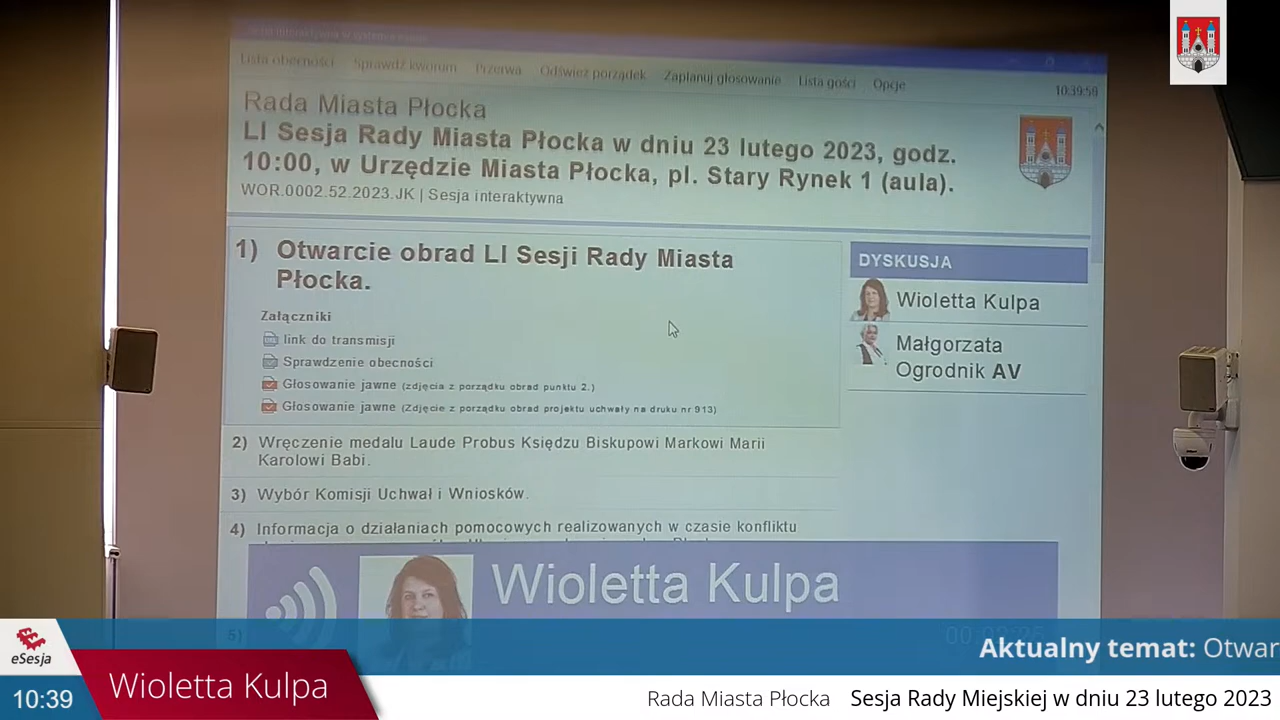 Lista obecności Sprawdź kworum Przerwa Odśwież porządek Zaplanuj głosowanie Lista gości Opcje
10:39:59
Rada Miasta Płocka
LI Sesja Rady Miasta Płocka w dniu 23 lutego 2023, godz.
10:00, w Urzędzie Miasta Płocka, pl. Stary Rynek 1 (aula).
WOR.0002.52.2023.JK | Sesja interaktywna
1) Otwarcie obrad LI Sesji Rady Miasta
Płocka.
Załączniki
link do transmisji
Sprawdzenie obecności
Głosowanie jawne (zdjęcia z porządku obrad punktu 2.)
Głosowanie jawne (Zdjęcie z porządku obrad projektu uchwały na druku nr 913)
2) Wręczenie medalu Laude Probus Księdzu Biskupowi Markowi Marii
Karolowi Babi.
3) Wybór Komisji Uchwał i Wniosków.
4) Informacja o działaniach pomocowych realizowanych w czasie konfliktu
DYSKUSJA
Wioletta Kulpa
Małgorzata
Ogrodnik AV
Wioletta Kulpa
5)
Aktualny temat: Otwar
eSesja
10:39
Wioletta Kulpa
Rada Miasta Płocka Sesja Rady Miejskiej w dniu 23 lutego 2023